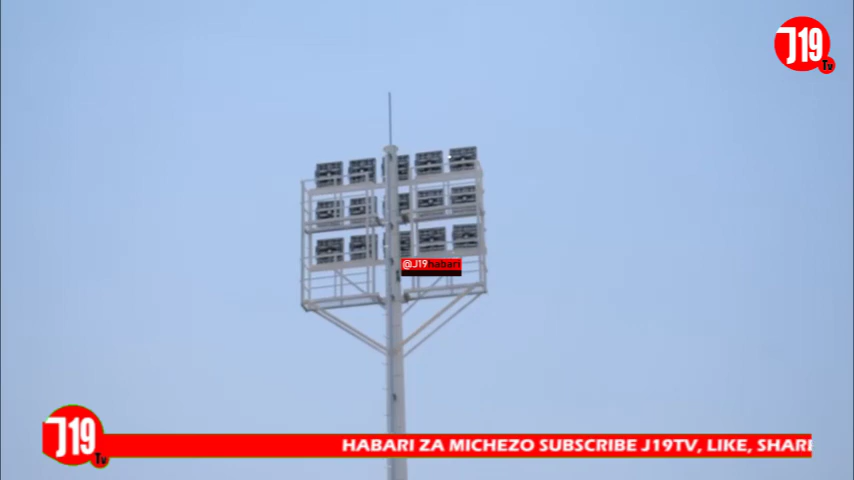 J19
Tv
@J19habari
J19
Tv
HABARI ZA MICHEZO SUBSCRIBE J19TV, LIKE, SHARE